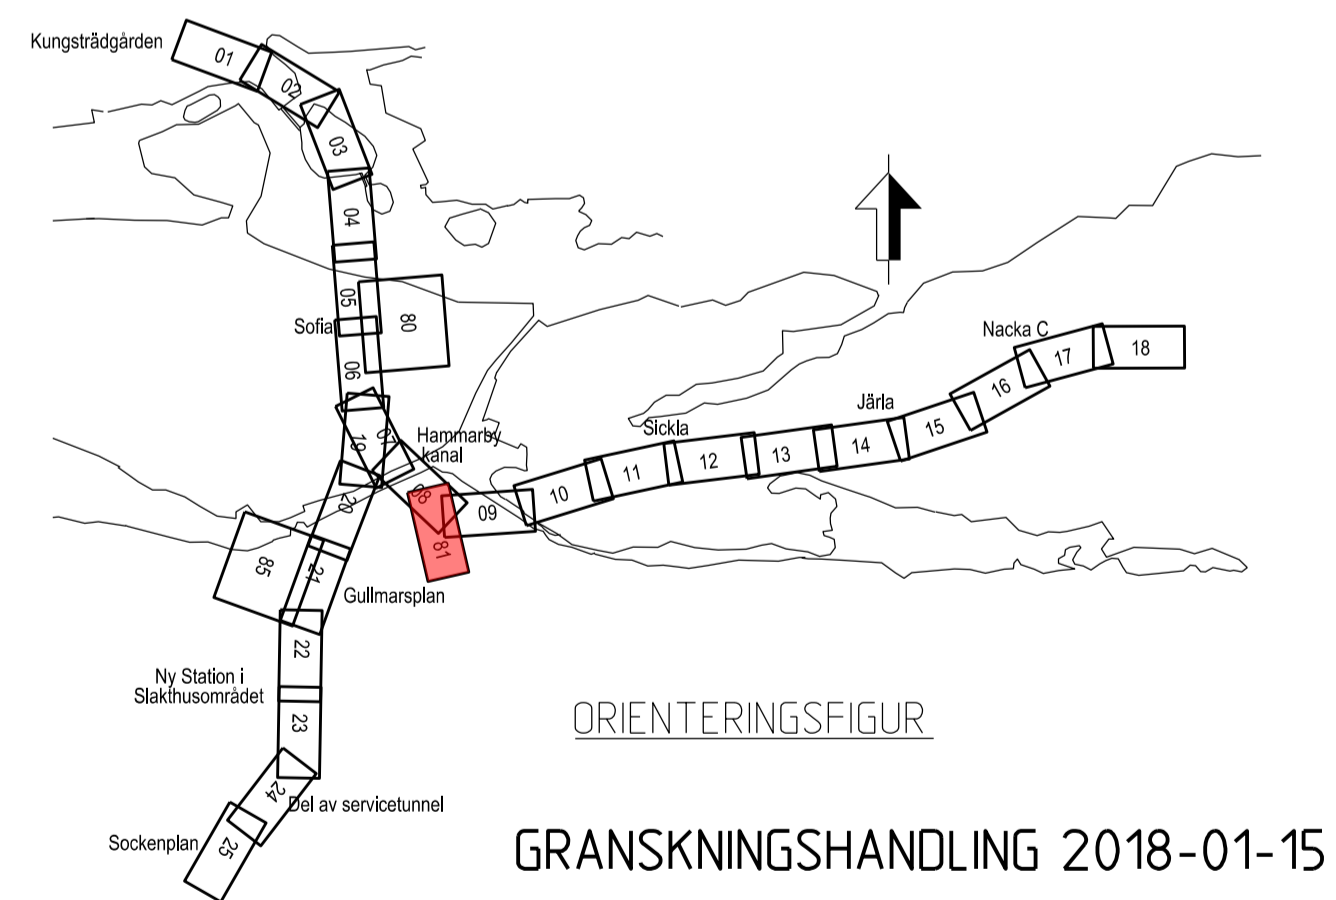 Kungsträdgården
01
02
03
04
05
Sofia
80
06
19
07
Hammarby
kanal
08
81
09
10
11
Sickla
12
13
14
Järla
15
16
Nacka C
17
18
20
85
21
Gullmarsplan
22
Ny Station i
Slakthusområdet
23
24
Del av servicetunnel
Sockenplan
25
ORIENTERINGSFIGUR
GRANSKNINGSHANDLING 2018-01-15